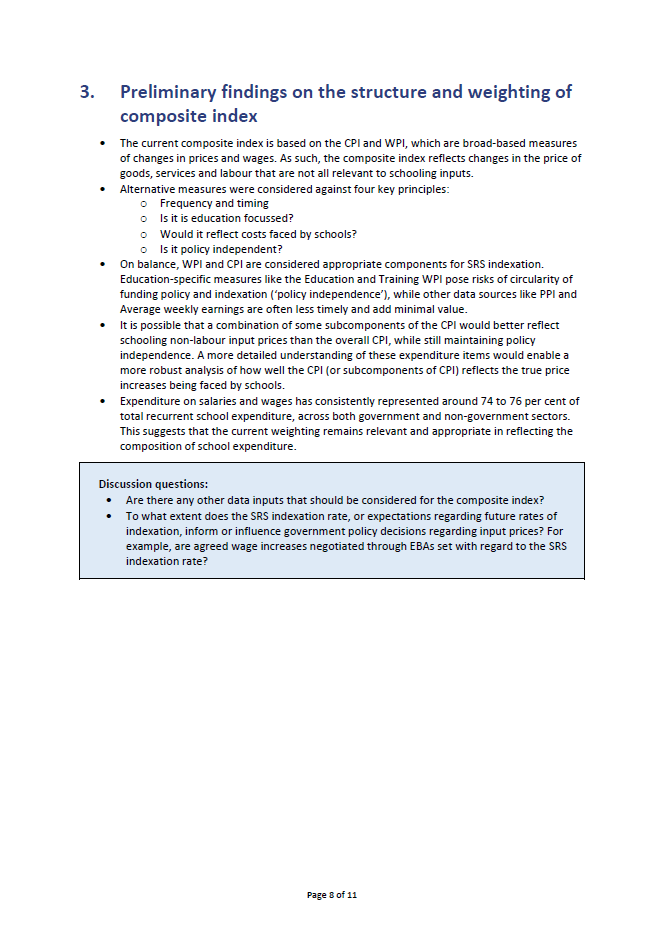 3. Preliminary findings on the structure and weighting of
composite index
• The current composite index is based on the CPI and WPI, which are broad-based measures
of changes in prices and wages. As such, the composite index reflects changes in the price of
goods, services and labour that are not all relevant to schooling inputs.
• Alternative measures were considered against four key principles:
o Frequency and timing
o Is it is education focussed?
o Would it reflect costs faced by schools?
o Is it policy independent?
• On balance, WPI and CPI are considered appropriate components for SRS indexation.
Education-specific measures like the Education and Training WPI pose risks of circularity of
funding policy and indexation (‘policy independence’), while other data sources like PPI and
Average weekly earnings are often less timely and add minimal value.
• It is possible that a combination of some subcomponents of the CPI would better reflect
schooling non-labour input prices than the overall CPI, while still maintaining policy
independence. A more detailed understanding of these expenditure items would enable a
more robust analysis of how well the CPI (or subcomponents of CPI) reflects the true price
increases being faced by schools.
• Expenditure on salaries and wages has consistently represented around 74 to 76 per cent of
total recurrent school expenditure, across both government and non-government sectors.
This suggests that the current weighting remains relevant and appropriate in reflecting the
composition of school expenditure.
Discussion questions:
• Are there any other data inputs that should be considered for the composite index?
• To what extent does the SRS indexation rate, or expectations regarding future rates of
indexation, inform or influence government policy decisions regarding input prices? For
example, are agreed wage increases negotiated through EBAs set with regard to the SRS
indexation rate?
Page 8 of 11